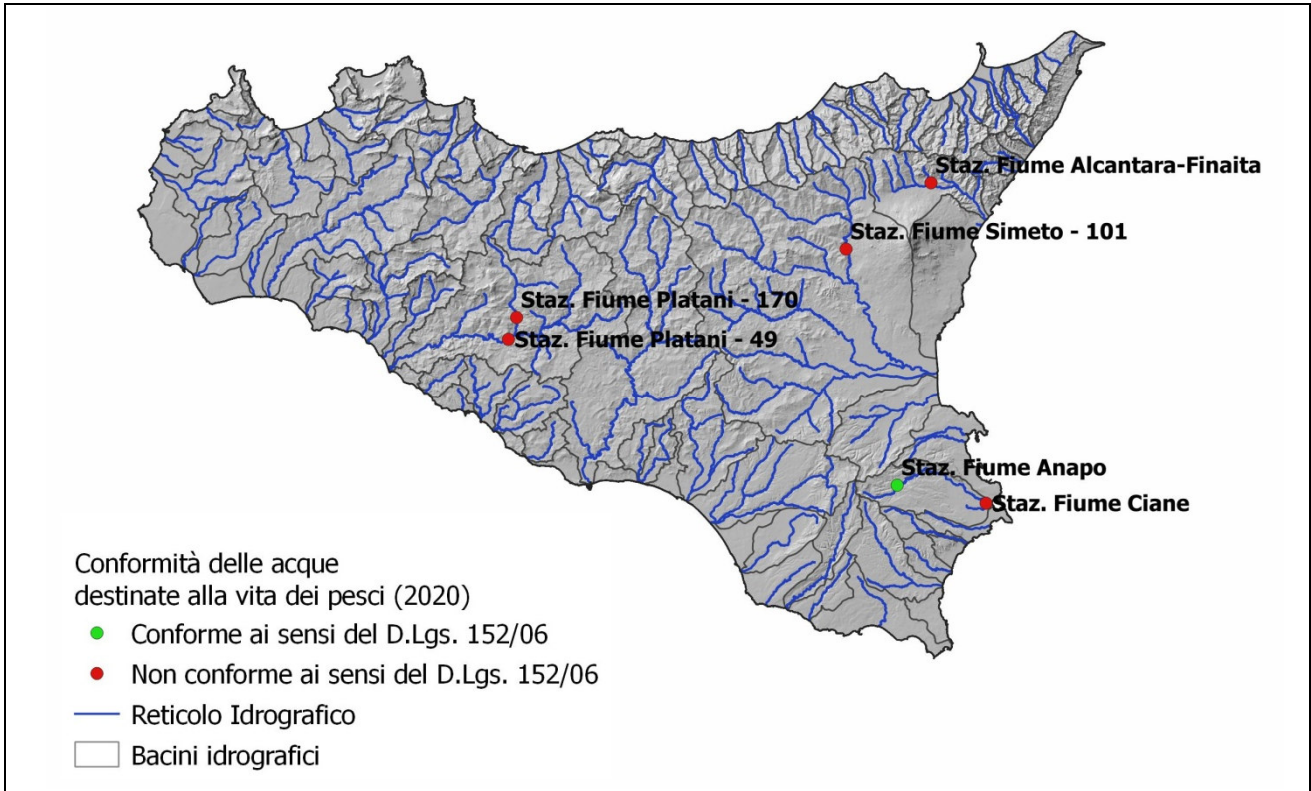 Staz. Fiume Alcantara-Finaita
Staz. Fiume Simeto - 101
Staz. Fiume Platani - 170
Staz. Fiume Platani - 49
Staz. Fiume Anapo
Staz. Fiume Ciane
Conformità delle acque
destinate alla vita dei pesci (2020)
Conforme ai sensi del D.Lgs. 152/06
Non conforme ai sensi del D.Lgs. 152/06
Reticolo Idrografico
Bacini idrografici